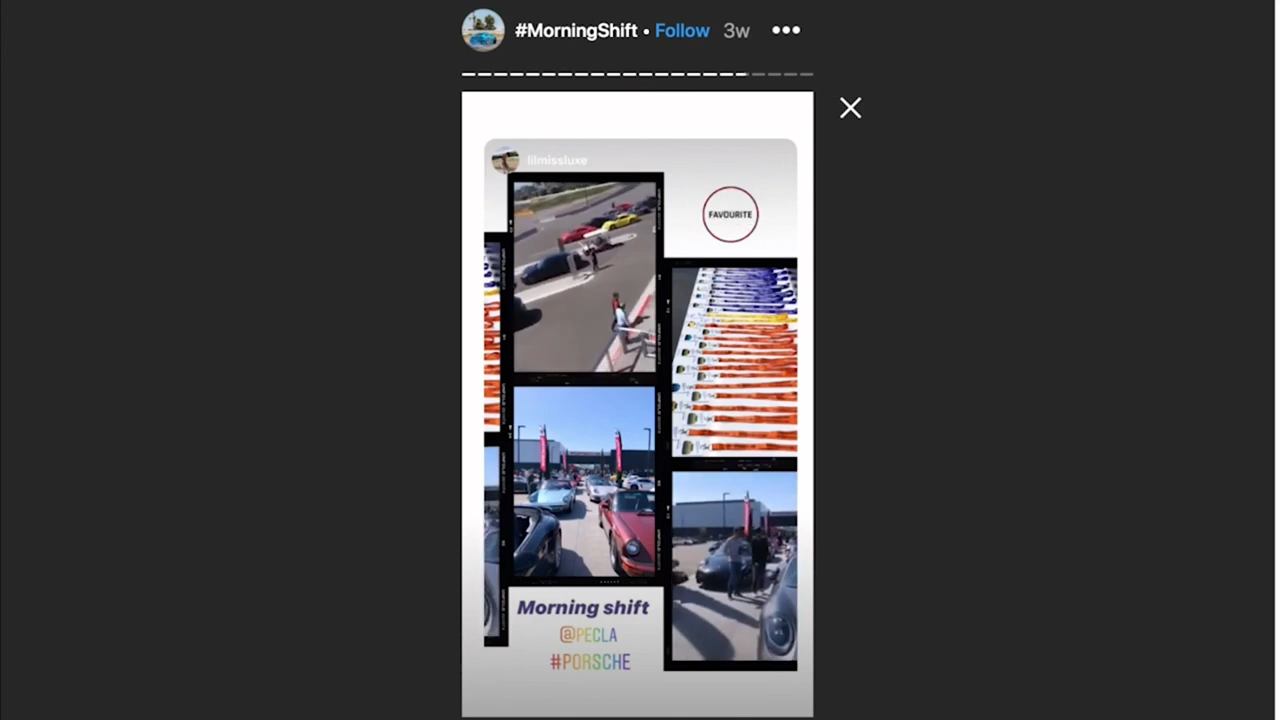 #MorningShift • Follow 3w •••
lilmissluxe
FAVOURITE
Morning shift
@PECLA
#PORSCHE